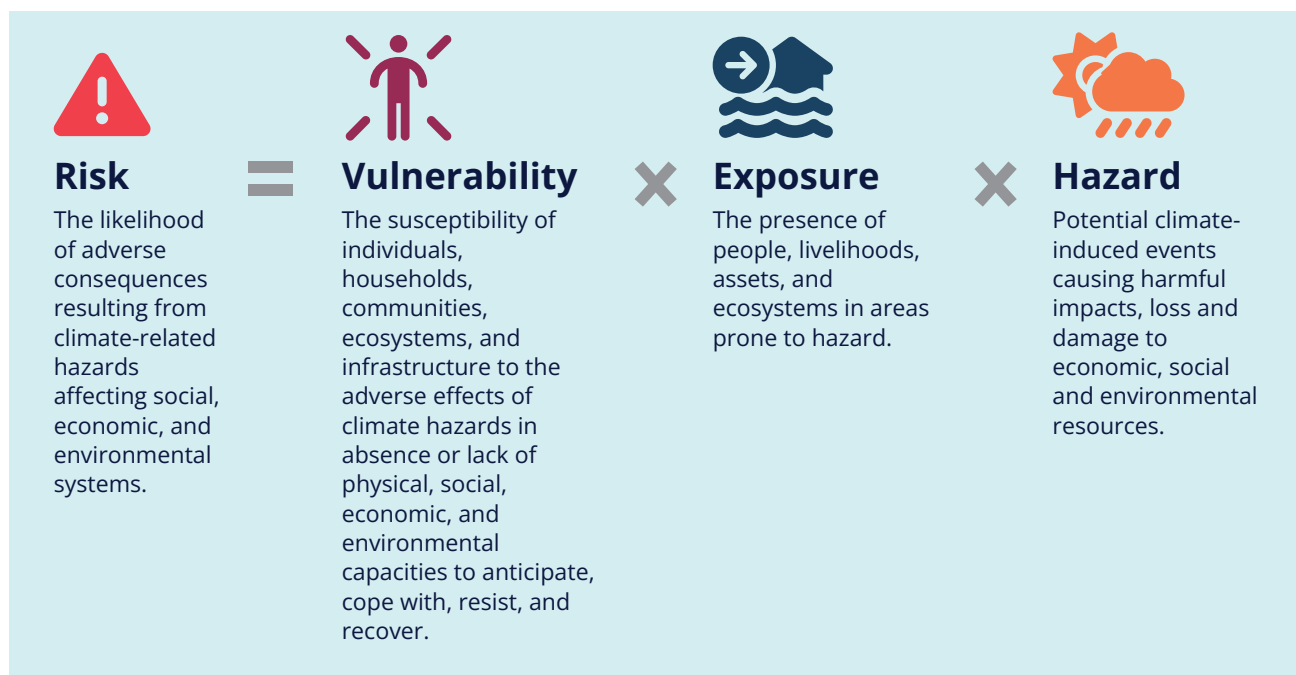 Risk
The likelihood
of adverse
consequences
resulting from
climate-related
hazards
affecting social,
economic, and
environmental
systems.
=
Vulnerability
The susceptibility of
individuals,
households,
communities,
ecosystems, and
infrastructure to the
adverse effects of
climate hazards in
absence or lack of
physical, social,
economic, and
environmental
capacities to anticipate,
cope with, resist, and
recover.
×
Exposure
The presence of
people, livelihoods,
assets, and
ecosystems in areas
prone to hazard.
×
Hazard
Potential climate-
induced events
causing harmful
impacts, loss and
damage to
economic, social
and environmental
resources.